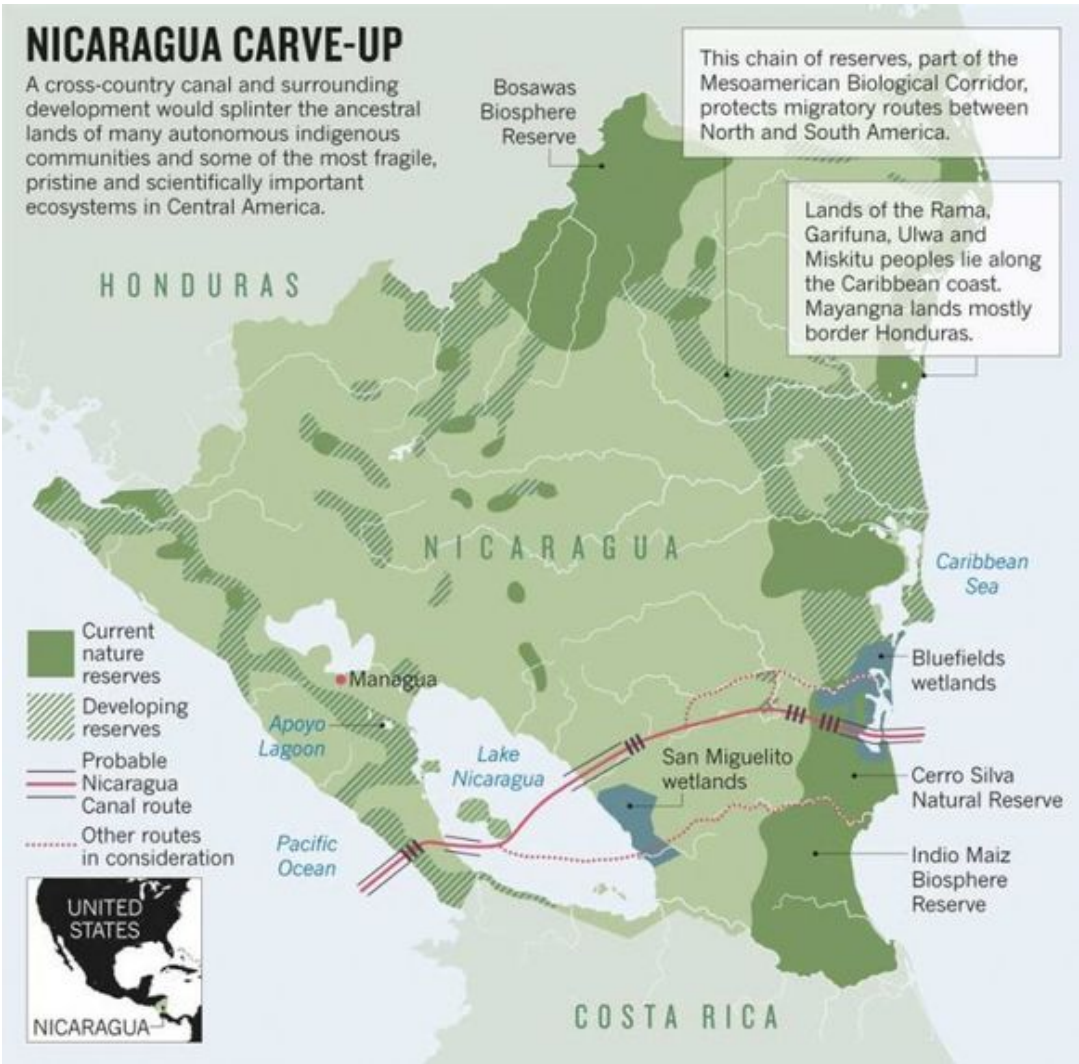 NICARAGUA CARVE-UP
A cross-country canal and surrounding
development would splinter the ancestral
lands of many autonomous indigenous
communities and some of the most fragile,
pristine and scientifically important
ecosystems in Central America.
Bosawas
Biosphere
Reserve
This chain of reserves, part of the
Mesoamerican Biological Corridor,
protects migratory routes between
North and South America.
Lands of the Rama,
Garifuna, Ulwa and
Miskitu peoples lie along
the Caribbean coast.
Mayangna lands mostly
border Honduras.
HONDURAS
NICARAGUA
Caribbean
Sea
Current
nature
reserves
Developing
reserves
Probable
Nicaragua
Canal route
Other routes
in consideration
Managua
Apoyo
Lagoon
Lake
Nicaragua
San Miguelito
wetlands
Bluefields
wetlands
Cerro Silva
Natural Reserve
Indio Maiz
Biosphere
Reserve
Pacific
Ocean
UNITED
STATES
NICARAGUA
COSTA RICA